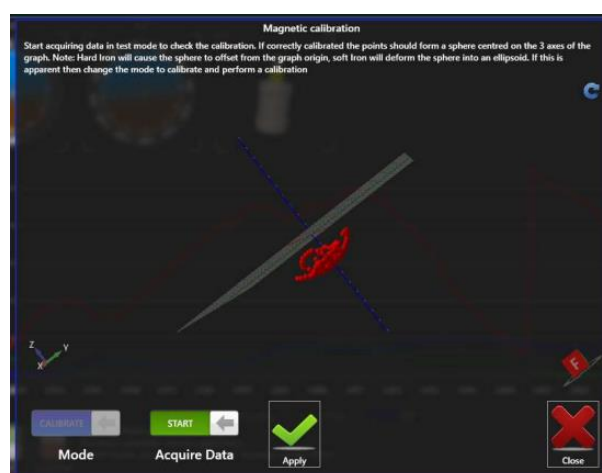 Magnetic calibration
Start acquiring data in test mode to check the calibration. If correctly calibrated the points should form a sphere centred on the 3 axes of the
graph. Note: Hard Iron will cause the sphere to offset from the graph origin, soft Iron will deform the sphere into an ellipsoid. If this is
apparent then change the mode to calibrate and perform a calibration
Z
Y
X
F
CALIBRATE
START
Mode
Acquire Data
Apply
Close